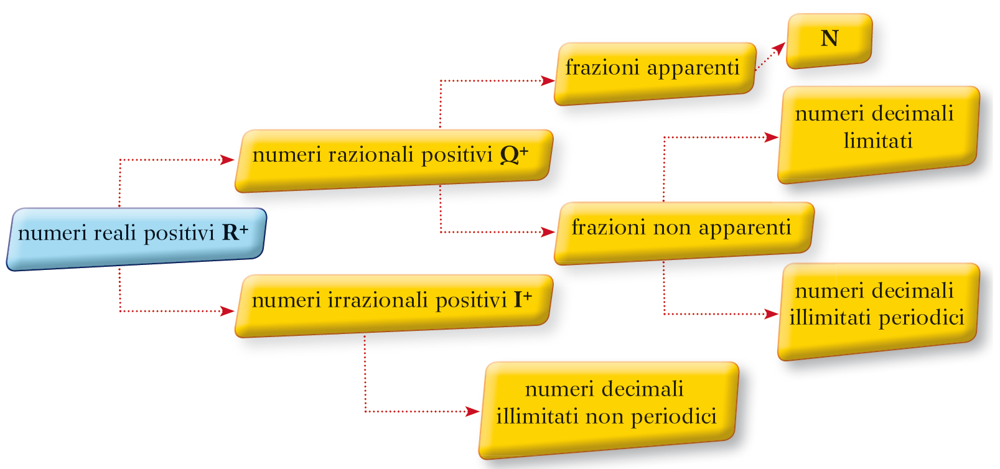 N
frazioni apparenti
numeri decimali
limitati
numeri razionali positivi Q+
numeri reali positivi R+
frazioni non apparenti
numeri irrazionali positivi I+
numeri decimali
illimitati periodici
numeri decimali
illimitati non periodici